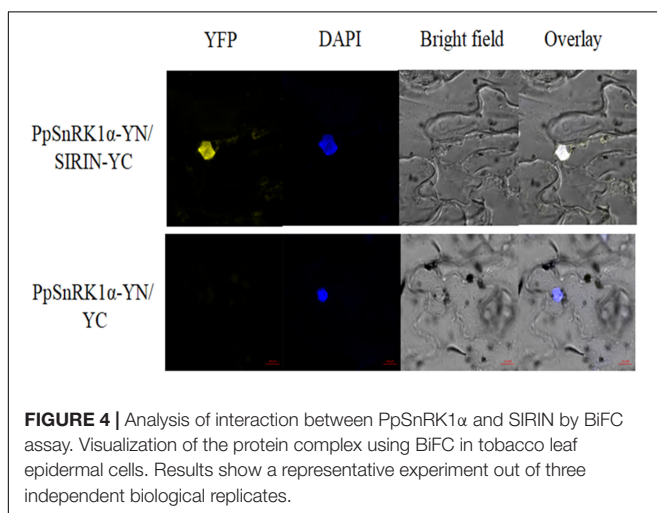 YFP DAPI Bright field Overlay
PpSnRK1α-YN/
SIRIN-YC
PpSnRK1α-YN/
YC
FIGURE 4 | Analysis of interaction between PpSnRK1α and SIRIN by BiFC
assay. Visualization of the protein complex using BiFC in tobacco leaf
epidermal cells. Results show a representative experiment out of three
independent biological replicates.